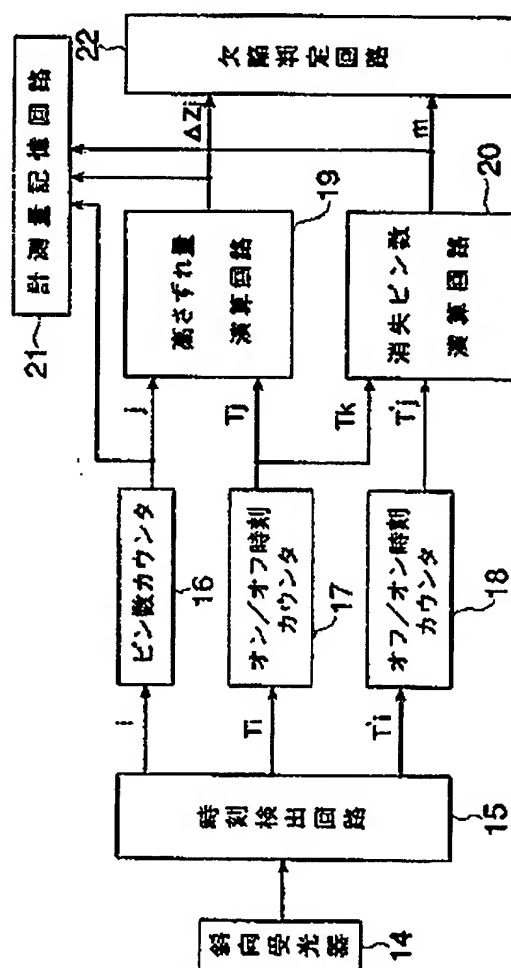 斜向受光器
14
時刻検出回路
15
i
Ti
T'i
ピン数カウンタ
16
オン/オフ時刻
カウンタ
17
オフ/オン時刻
カウンタ
18
j
Tj
Tk
T'j
高さずれ量
演算回路
19
消失ピン数
演算回路
20
計測量記憶回路
21
ΔZj
m
欠陥判定回路
22